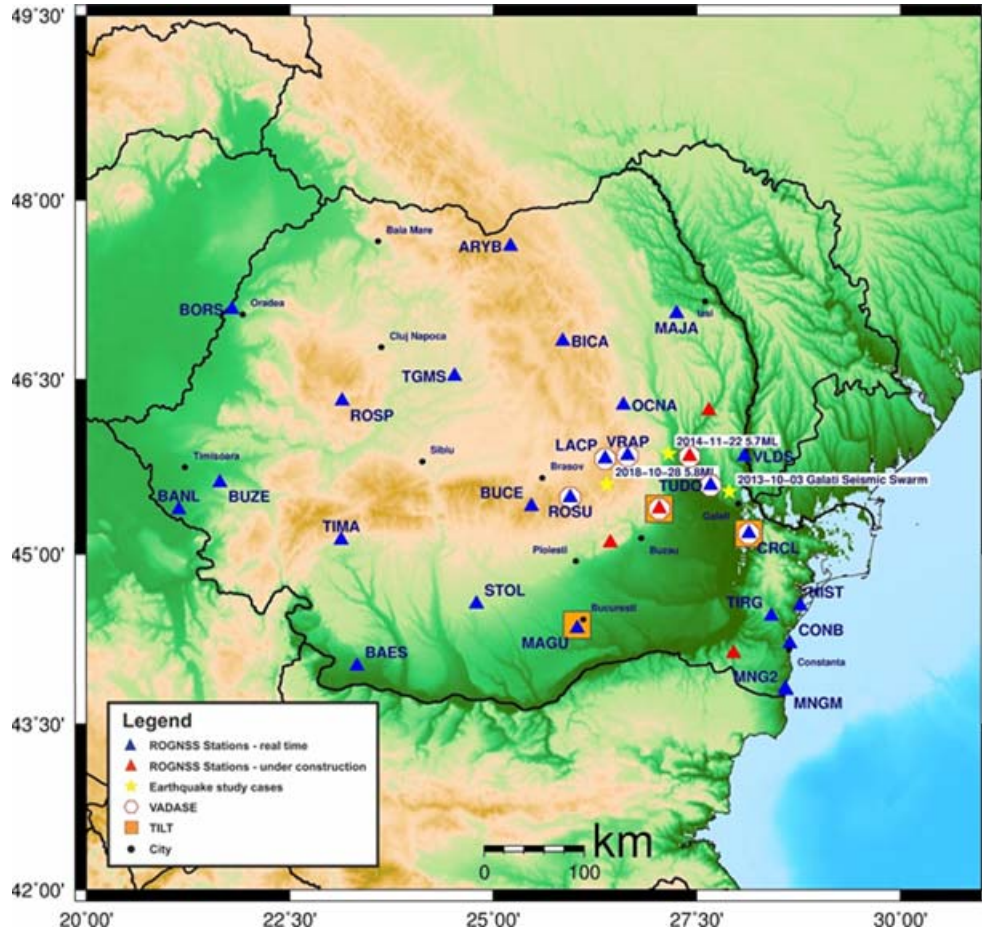 49˚30'
48˚00'
Baia Mare
ARYB
BORS
Oradea
Iasi
MAJA
Cluj Napoca
BICA
46˚30'
TGMS
ROSP
OCNA
LACP
VRAP
2014-11-22 5.7ML
VLDS
Timisoara
Sibiu
Brasov
2018-10-28 5.8ML
TUDO
2013-10-03 Galati Seismic Swarm
BANL
BUZE
BUCE
ROSU
Galati
TIMA
45˚00'
Ploiesti
Buzau
CRCL
STOL
HIST
TIRG
Bucuresti
MAGU
CONB
BAES
Constanta
MNG2
MNGM
43˚30'
Legend
ROGNSS Stations - real time
ROGNSS Stations - under construction
Earthquake study cases
VADASE
TILT
City
km
0 100
42˚00'
20˚00' 22˚30' 25˚00' 27˚30' 30˚00'